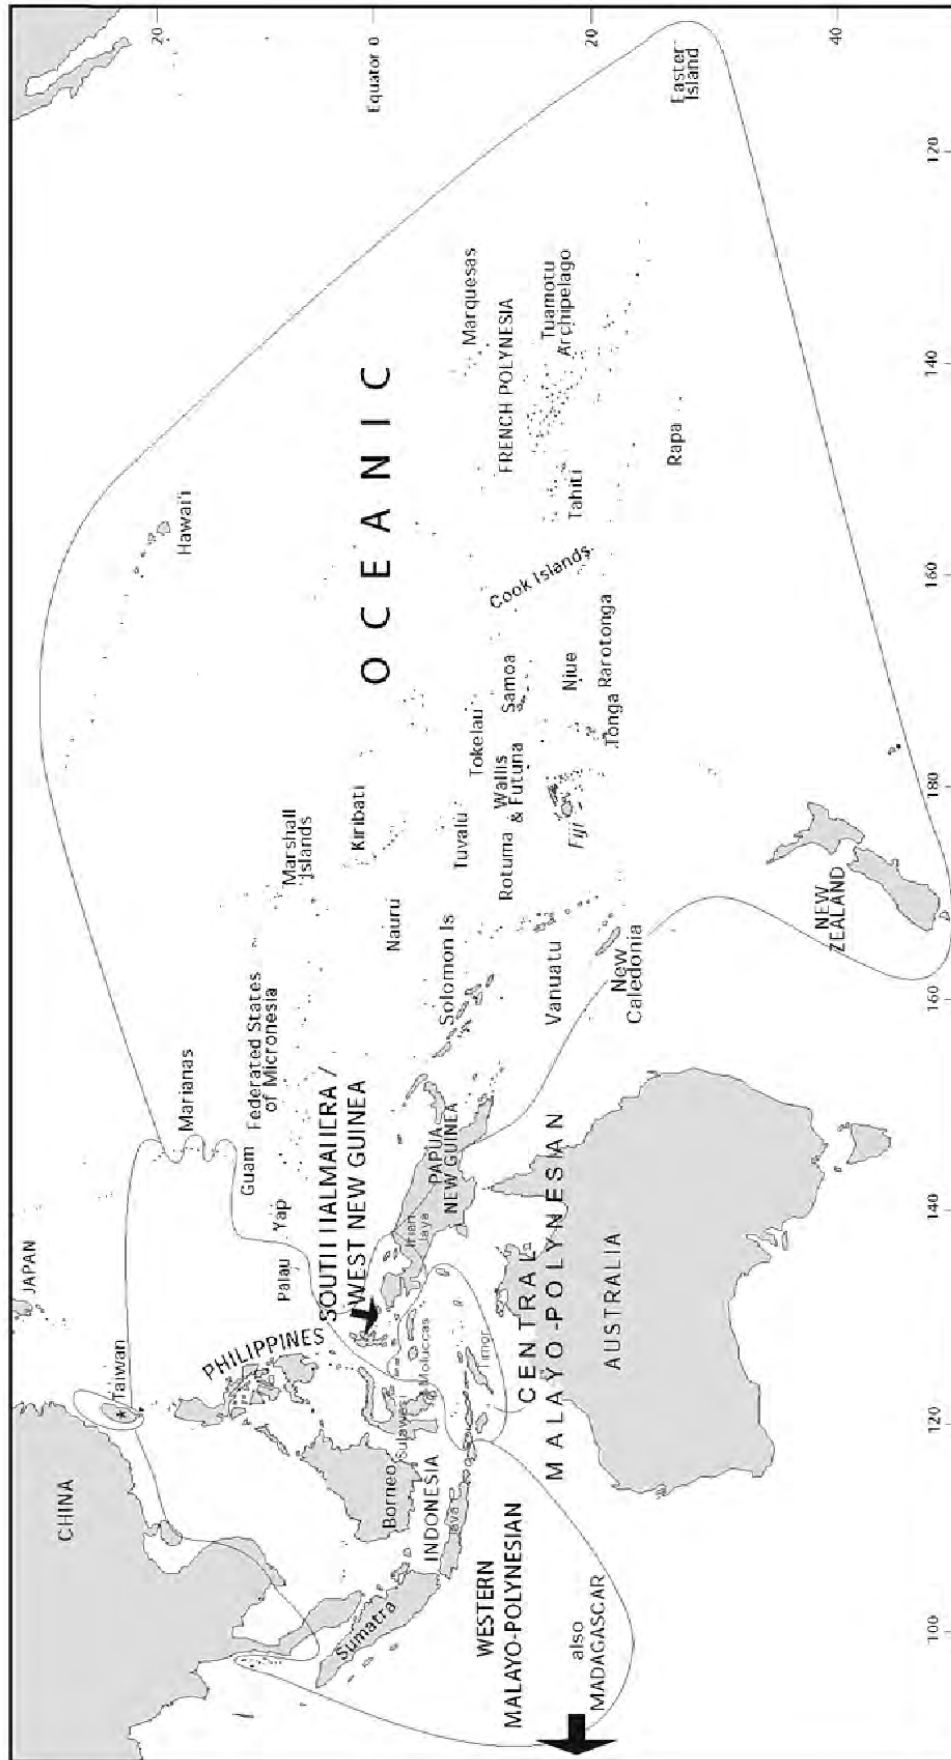 CHINA
JAPAN
Taiwan
PHILIPPINES
Marianas
Guam
Yap
Palau
Federated States
of Micronesia
Marshall
Islands
Hawai'i
20
Equator 0
20
40
SOUTH HALMAHERA /
WEST NEW GUINEA
Kiribati
Nauru
OCEANIC
Borneo
Sulawesi
Moluccas
Irian
Jaya
PAPUA
NEW GUINEA
Solomon Is
Tuvalu
Tokelau
Marquesas
Sumatra
INDONESIA
Java
Timor
Rotuma
Wallis
& Futuna
Samoa
Cook Islands
FRENCH POLYNESIA
WESTERN
MALAYO-POLYNESIAN
CENTRAL
MALAYO-POLYNESIAN
Vanuatu
Fiji
Niue
Tahiti
Tuamotu
Archipelago
also
MADAGASCAR
AUSTRALIA
New
Caledonia
Tonga
Rarotonga
Rapa
Easter
Island
NEW
ZEALAND
100
120
140
160
180
160
140
120